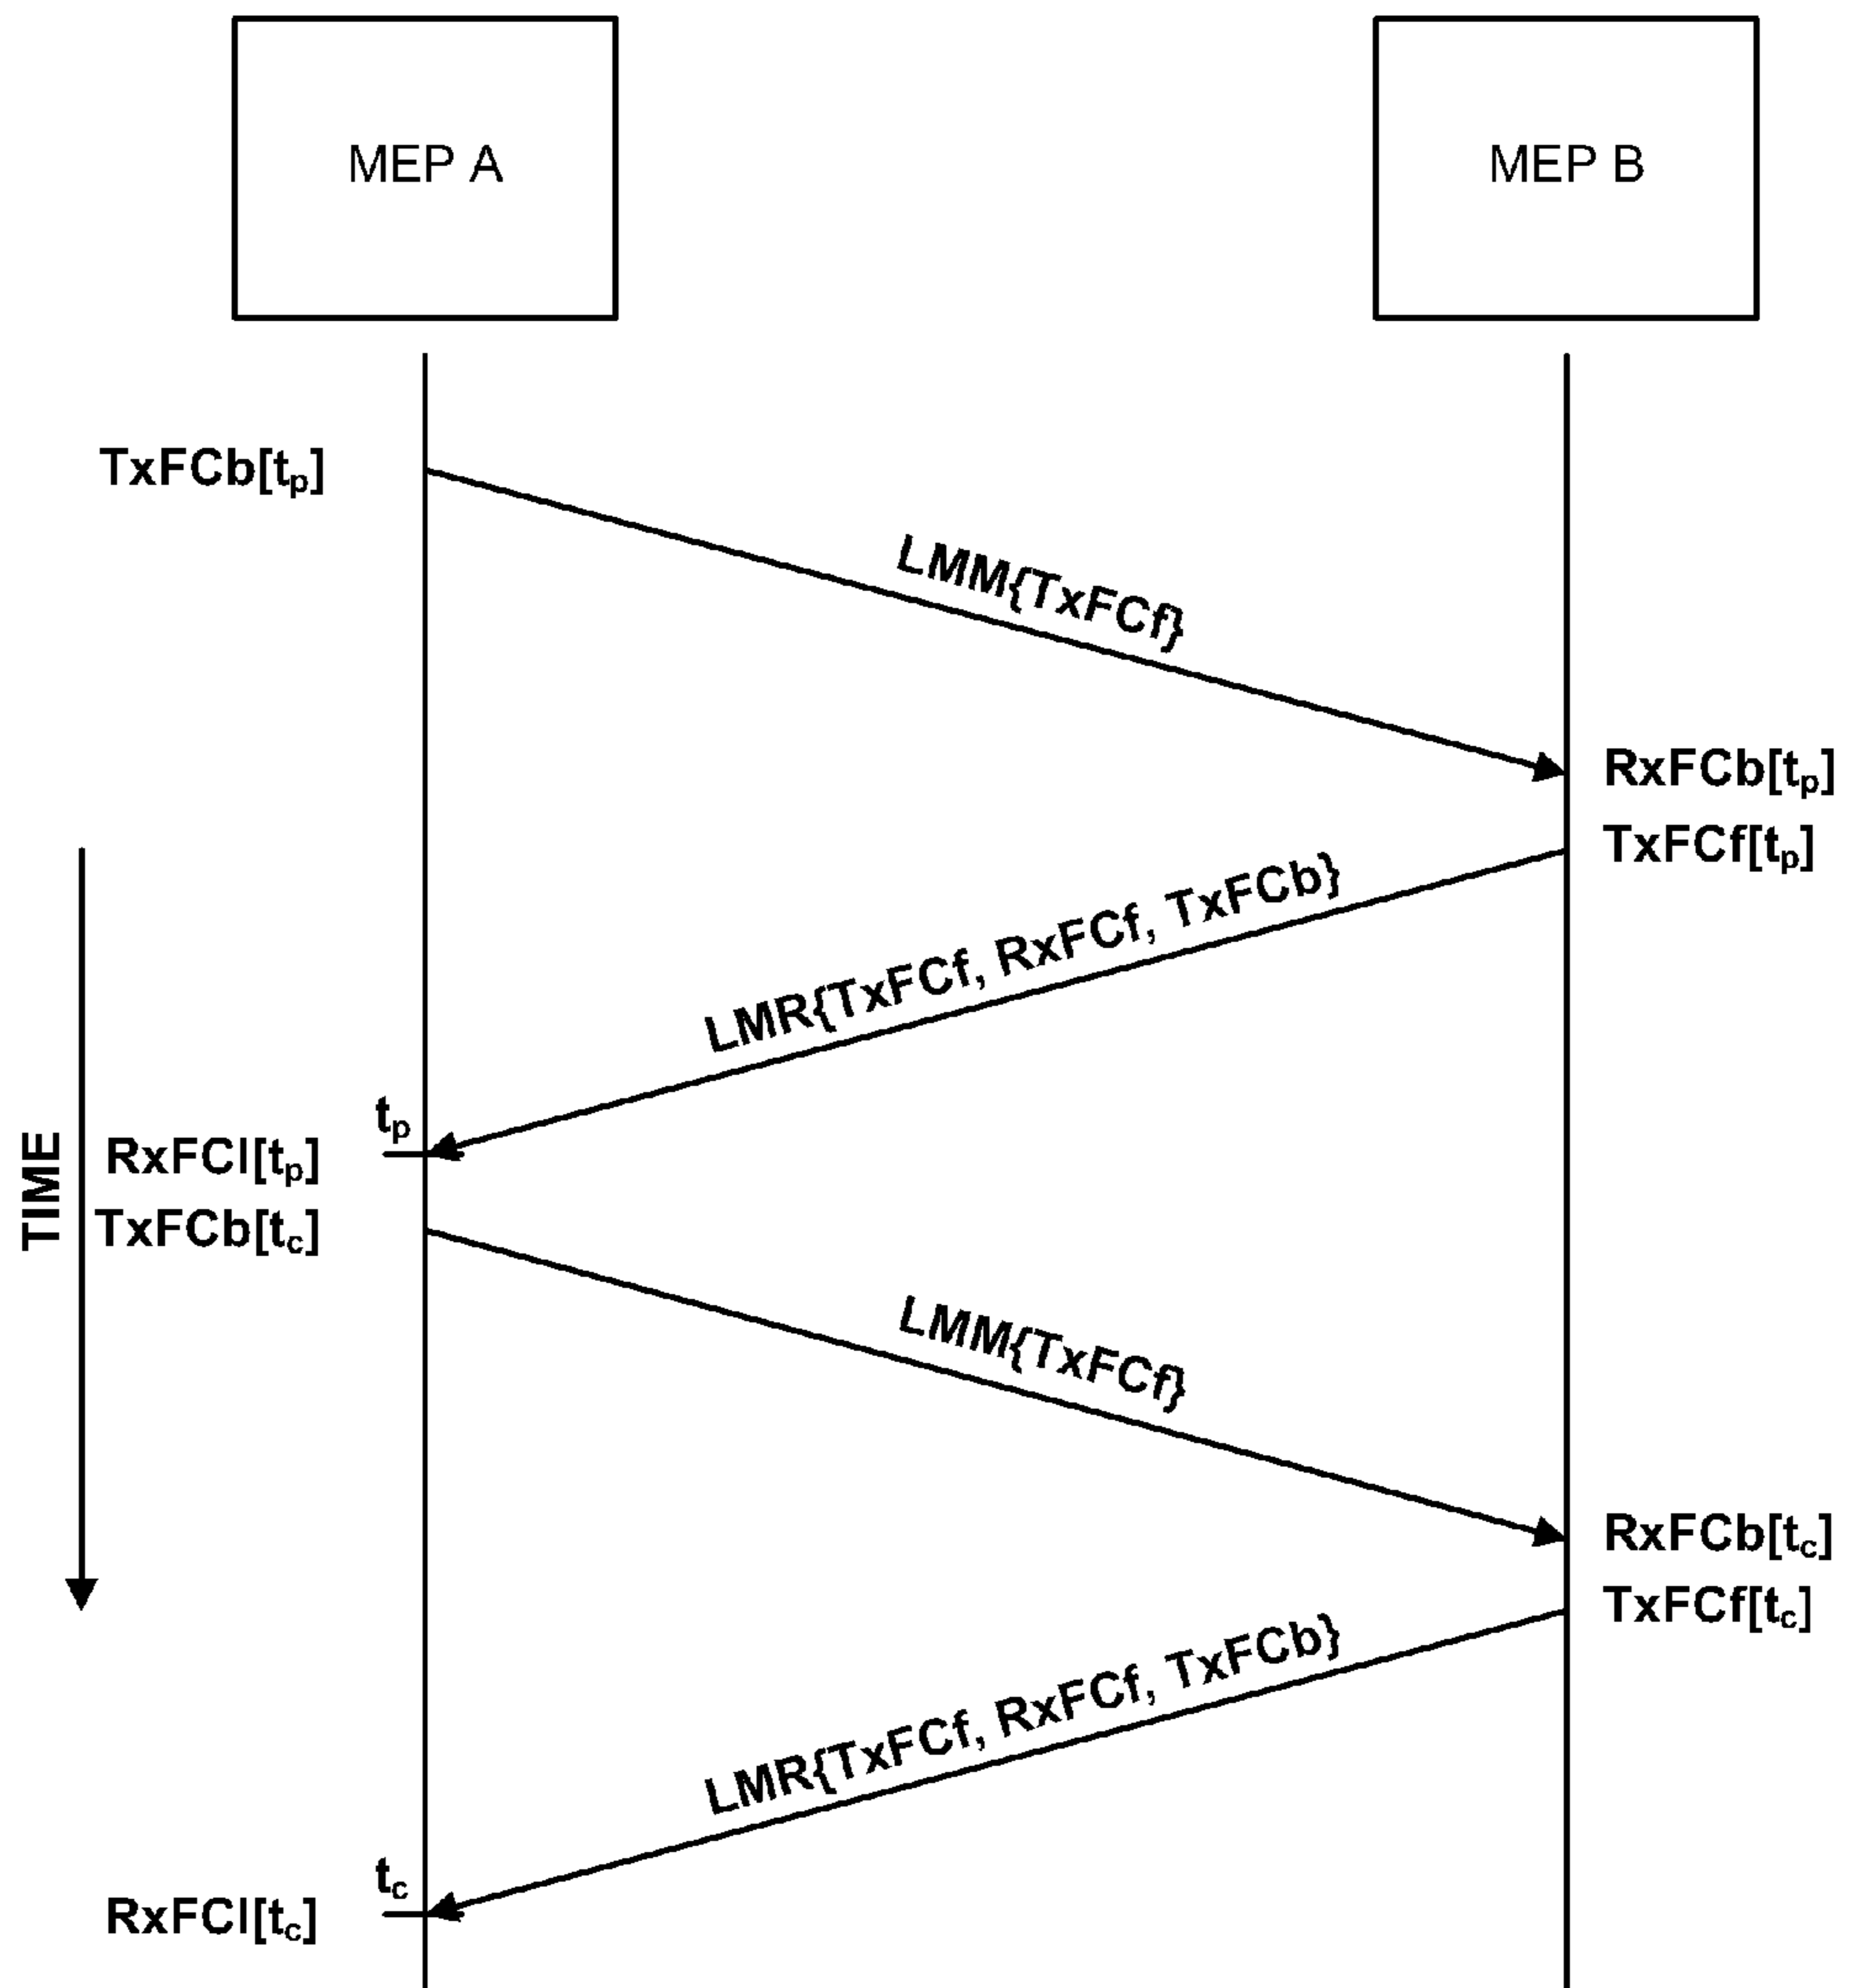 MEP A
MEP B
TxFCb[tp]
LMM{TxFCf}
RxFCb[tp]
TxFCf[tp]
LMR{TxFCf, RxFCf, TxFCb}
tp
RxFCl[tp]
TxFCb[tc]
TIME
LMM{TxFCf}
RxFCb[tc]
TxFCf[tc]
LMR{TxFCf, RxFCf, TxFCb}
tc
RxFCl[tc]